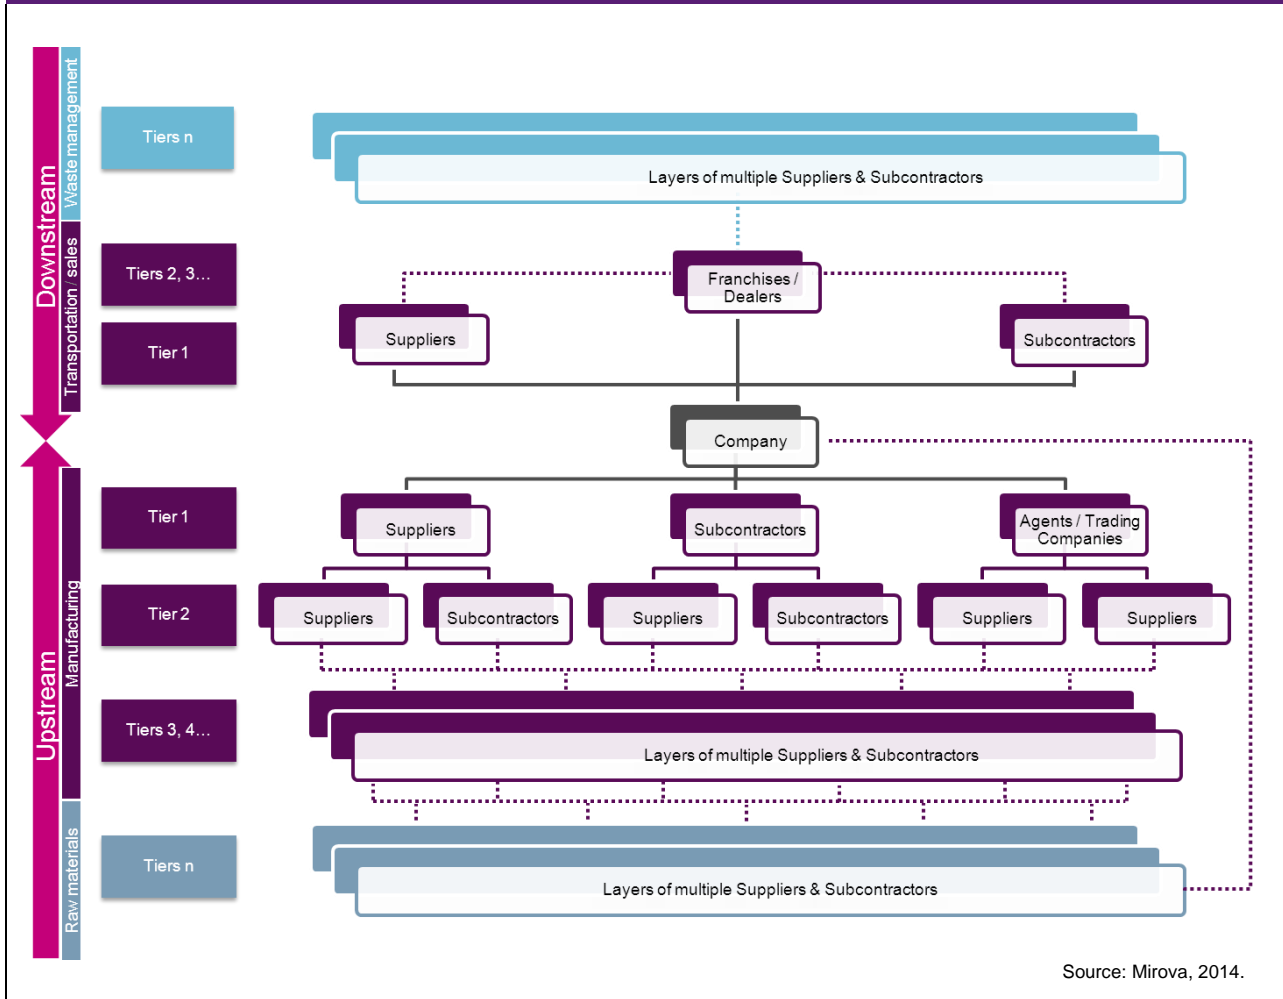 Downstream
Waste management
Tiers n
Layers of multiple Suppliers & Subcontractors
Transportation / sales
Tiers 2, 3...
Franchises /
Dealers
Tier 1
Suppliers
Subcontractors
Company
Upstream
Manufacturing
Tier 1
Suppliers
Subcontractors
Agents / Trading
Companies
Tier 2
Suppliers
Subcontractors
Suppliers
Subcontractors
Suppliers
Suppliers
Tiers 3, 4...
Layers of multiple Suppliers & Subcontractors
Raw materials
Tiers n
Layers of multiple Suppliers & Subcontractors
Source: Mirova, 2014.